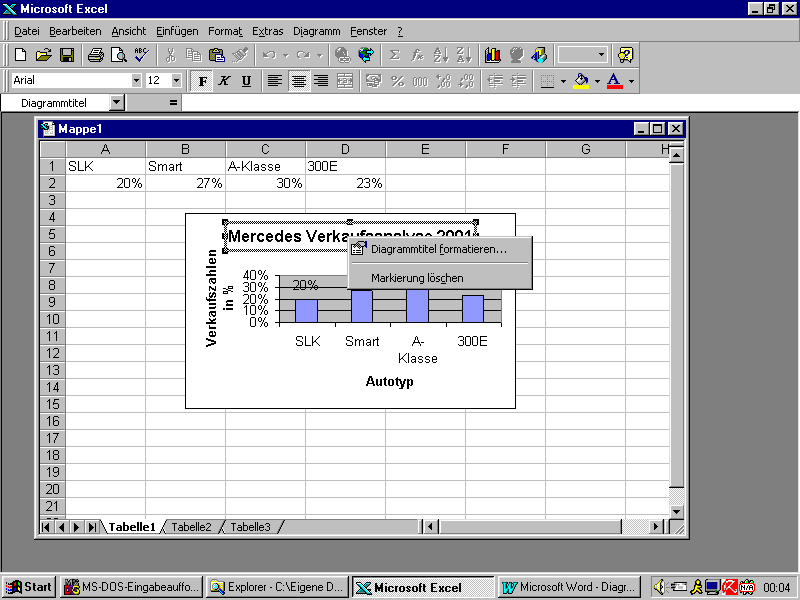 Microsoft Excel
Datei Bearbeiten Ansicht Einfügen Format Extras Diagramm Fenster ?
Arial 12 F K U % 000
Diagrammtitel =
Mappe1
A B C D E F G H
1 SLK Smart A-Klasse 300E
2 20% 27% 30% 23%
3
4
5 Mercedes Verkaufsanalyse 2001
6 Diagrammtitel formatieren...
7
8 Markierung löschen
9
10
11
12
13
14
15
16
17
18
19
20
21
Verkaufszahlen
in %
40%
30% 20%
20%
10%
0%
SLK Smart A- 300E
Klasse
Autotyp
Tabelle1 Tabelle2 Tabelle3
Start MS-DOS-Eingabeauffo... Explorer - C:\Eigene D... Microsoft Excel Microsoft Word - Diagr... 00:04